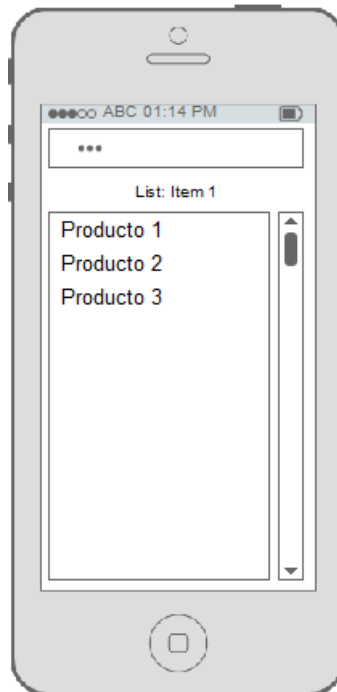 ABC 01:14 PM
•••
List: Item 1
Producto 1
Producto 2
Producto 3